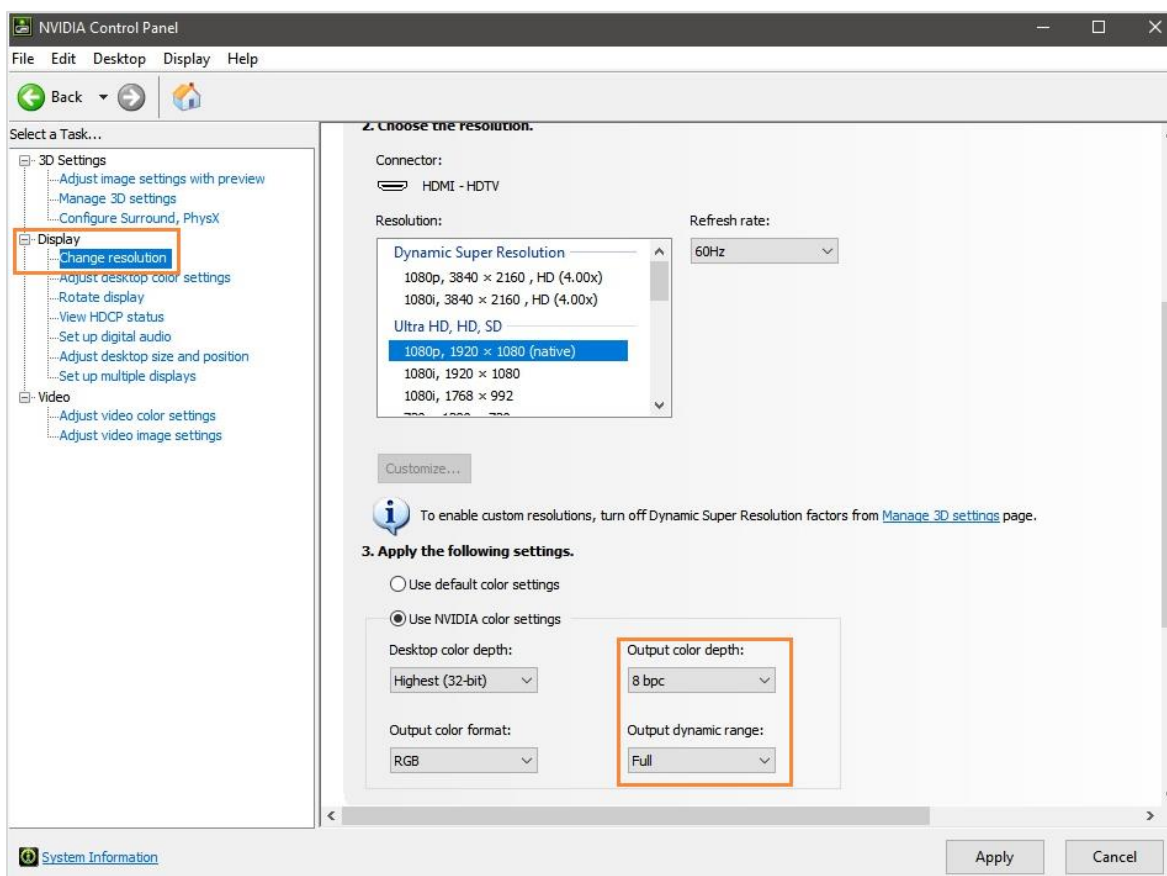 NVIDIA Control Panel
File Edit Desktop Display Help
Back
Select a Task...
3D Settings
Adjust image settings with preview
Manage 3D settings
Configure Surround, PhysX
Display
Change resolution
Adjust desktop color settings
Rotate display
View HDCP status
Set up digital audio
Adjust desktop size and position
Set up multiple displays
Video
Adjust video color settings
Adjust video image settings
2. Choose the resolution.
Connector:
HDMI - HDTV
Resolution:
Refresh rate:
60Hz
Dynamic Super Resolution
1080p, 3840 × 2160 , HD (4.00x)
1080i, 3840 × 2160 , HD (4.00x)
Ultra HD, HD, SD
1080p, 1920 × 1080 (native)
1080i, 1920 × 1080
1080i, 1768 × 992
Customize...
To enable custom resolutions, turn off Dynamic Super Resolution factors from Manage 3D settings page.
3. Apply the following settings.
Use default color settings
Use NVIDIA color settings
Desktop color depth:
Output color depth:
Highest (32-bit)
8 bpc
Output color format:
Output dynamic range:
RGB
Full
System Information
Apply
Cancel